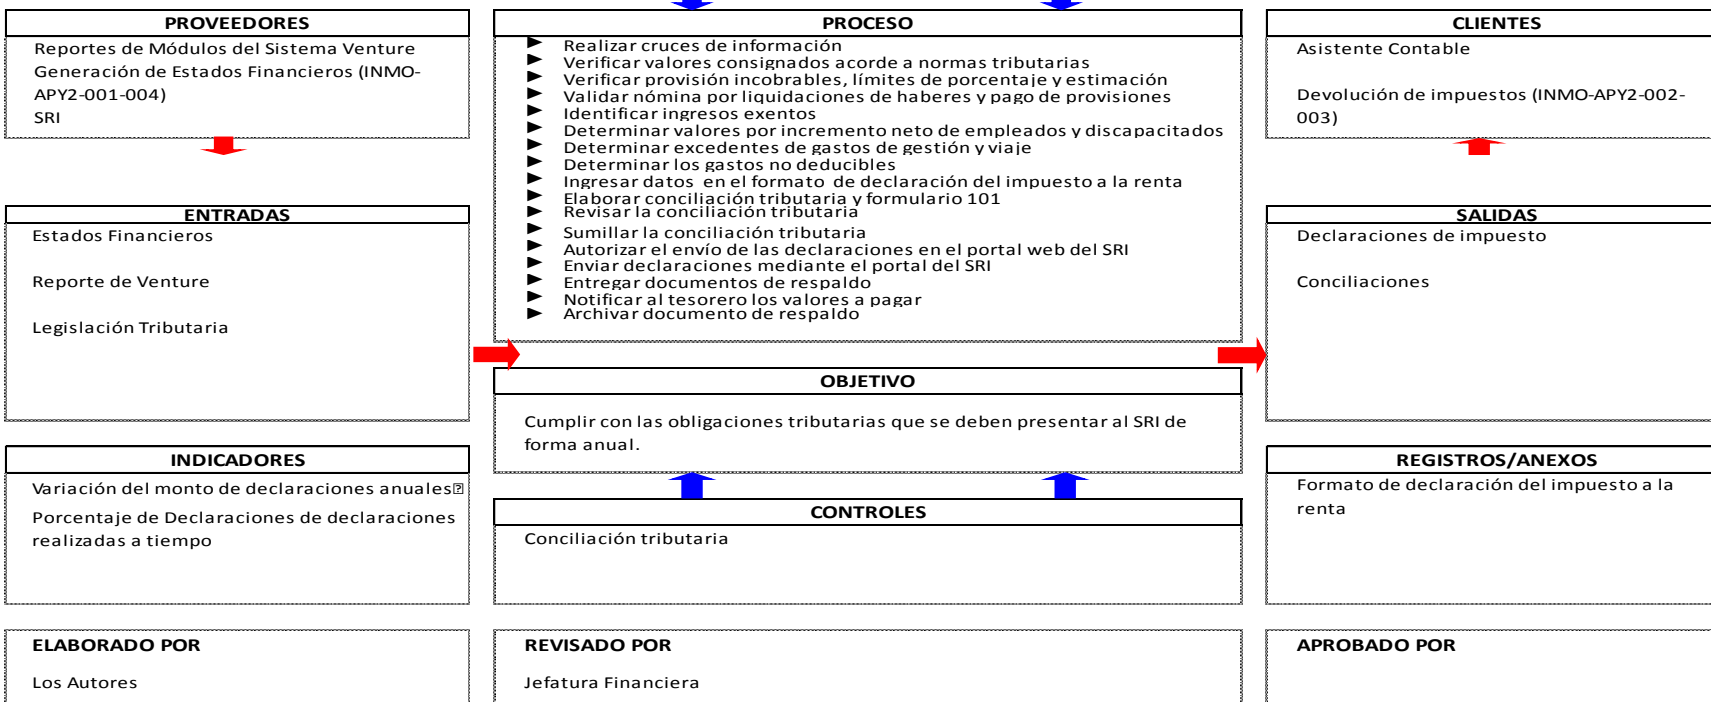 PROVEEDORES
Reportes de Módulos del Sistema Venture
Generación de Estados Financieros (INMO-
APY2-001-004)
SRI
PROCESO
Realizar cruces de información
Verificar valores consignados acorde a normas tributarias
Verificar provisión incobrables, límites de porcentaje y estimación
Validar nómina por liquidaciones de haberes y pago de provisiones
Identificar ingresos exentos
Determinar valores por incremento neto de empleados y discapacitados
Determinar excedentes de gastos de gestión y viaje
Determinar los gastos no deducibles
Ingresar datos en el formato de declaración del impuesto a la renta
Elaborar conciliación tributaria y formulario 101
Revisar la conciliación tributaria
Sumillar la conciliación tributaria
Autorizar el envío de las declaraciones en el portal web del SRI
Enviar declaraciones mediante el portal del SRI
Entregar documentos de respaldo
Notificar al tesorero los valores a pagar
Archivar documento de respaldo
CLIENTES
Asistente Contable
Devolución de impuestos (INMO-APY2-002-
003)
ENTRADAS
Estados Financieros
Reporte de Venture
Legislación Tributaria
SALIDAS
Declaraciones de impuesto
Conciliaciones
OBJETIVO
Cumplir con las obligaciones tributarias que se deben presentar al SRI de
forma anual.
INDICADORES
Variación del monto de declaraciones anuales
Porcentaje de Declaraciones de declaraciones
realizadas a tiempo
CONTROLES
Conciliación tributaria
REGISTROS/ANEXOS
Formato de declaración del impuesto a la
renta
ELABORADO POR
Los Autores
REVISADO POR
Jefatura Financiera
APROBADO POR